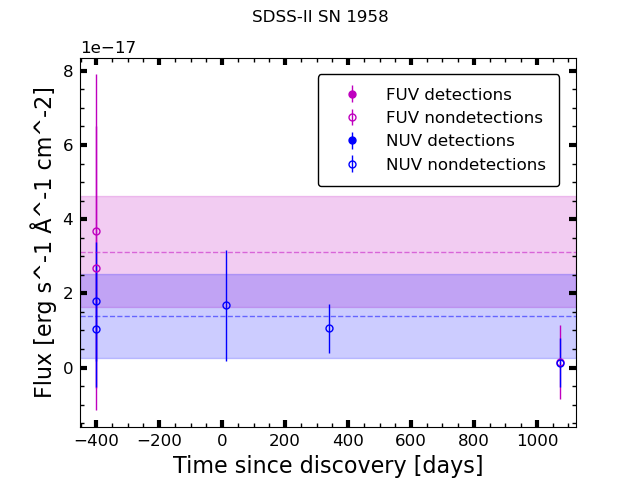 SDSS-II SN 1958
1e−17
FUV detections
FUV nondetections
NUV detections
NUV nondetections
8
6
4
2
0
Flux [erg s^-1 Å^-1 cm^-2]
−400 −200 0 200 400 600 800 1000
Time since discovery [days]